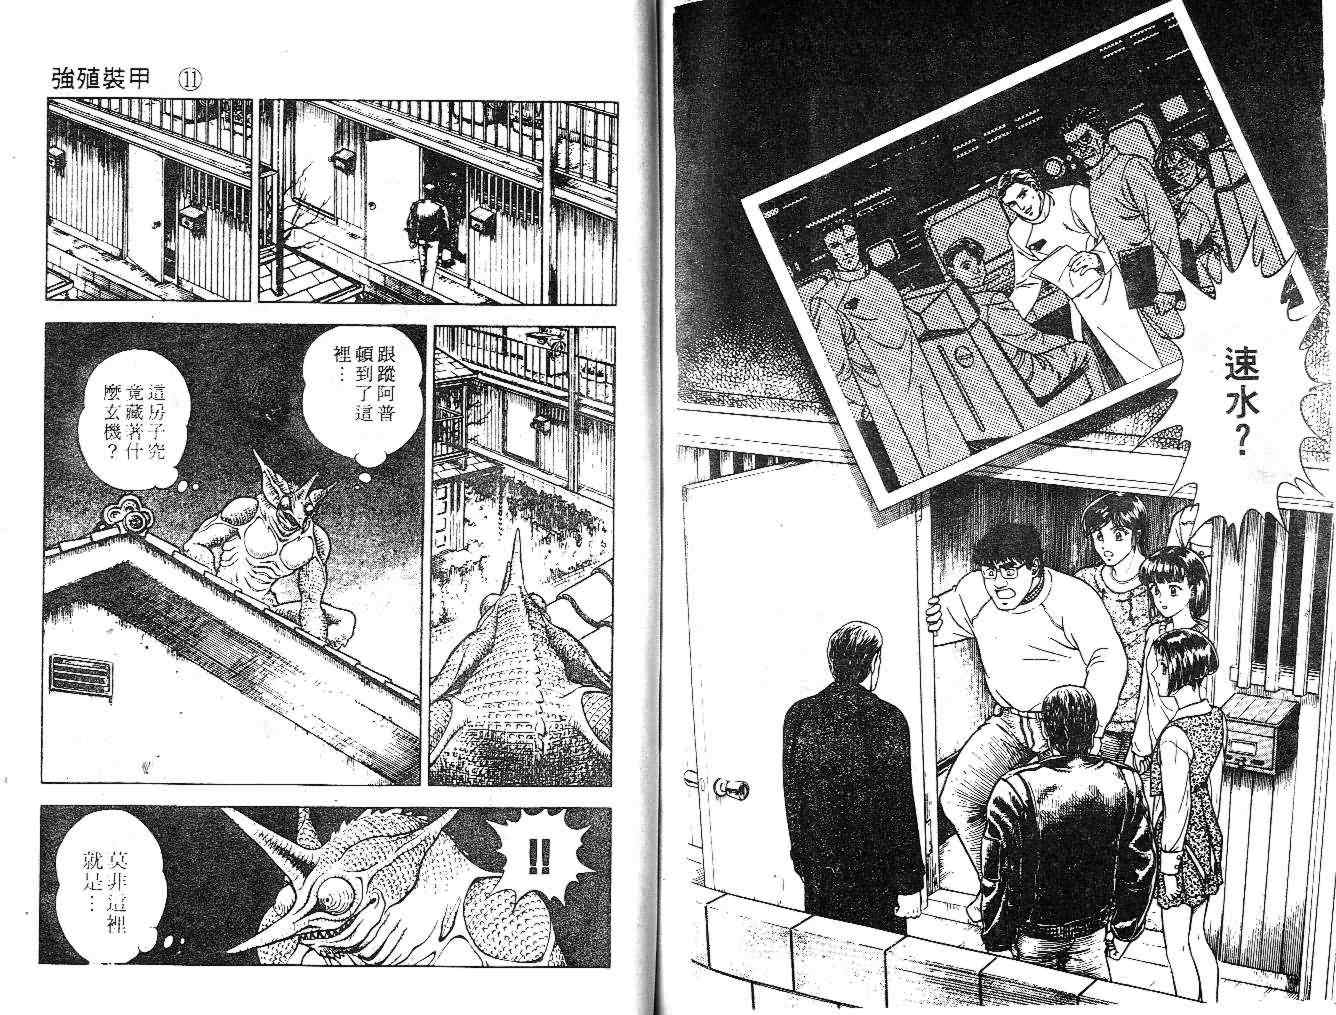 速水?
強殖裝甲 ⑪
跟蹤阿普
頓到了這
裡…
這房子究
竟藏著什
麼玄機?
!!
莫非這裡
就是…